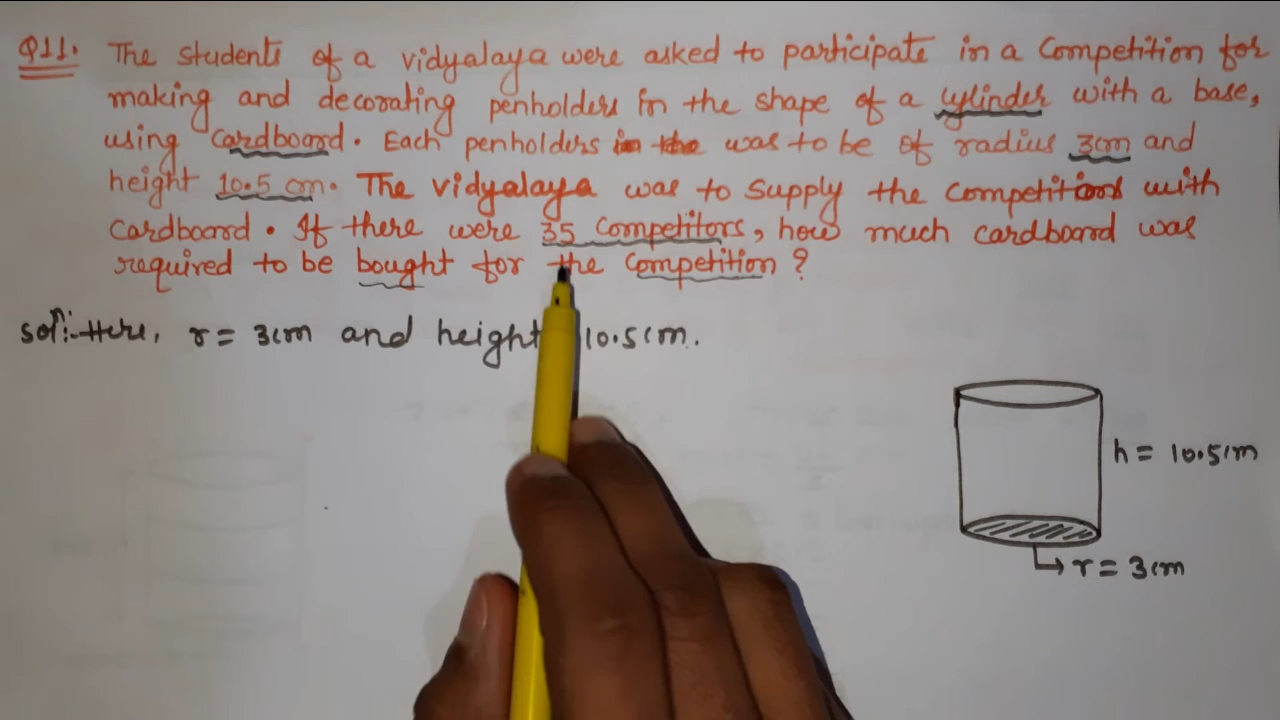 Q11. The students of a vidyalaya were asked to participate in a Competition for
making and decorating penholders in the shape of a cylinder with a base,
using cardboard. Each penholders in the was to be of radius 3cm and
height 10.5 cm. The vidyalaya was to supply the competitors with
cardboard. If there were 35 Competitors, how much cardboard was
required to be bought for the Competition ?
solⁿ:- Here, r = 3cm and height 10.5cm.
h = 10.5cm
r = 3cm